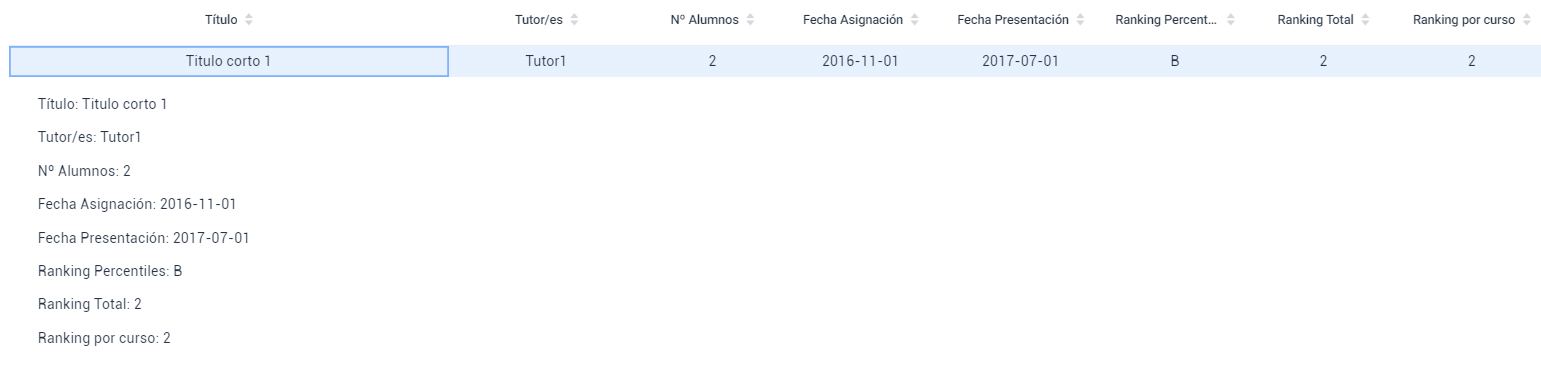 Título Tutor/es Nº Alumnos Fecha Asignación Fecha Presentación Ranking Percent... Ranking Total Ranking por curso
Titulo corto 1 Tutor1 2 2016-11-01 2017-07-01 B 2 2
Título: Titulo corto 1
Tutor/es: Tutor1
Nº Alumnos: 2
Fecha Asignación: 2016-11-01
Fecha Presentación: 2017-07-01
Ranking Percentiles: B
Ranking Total: 2
Ranking por curso: 2